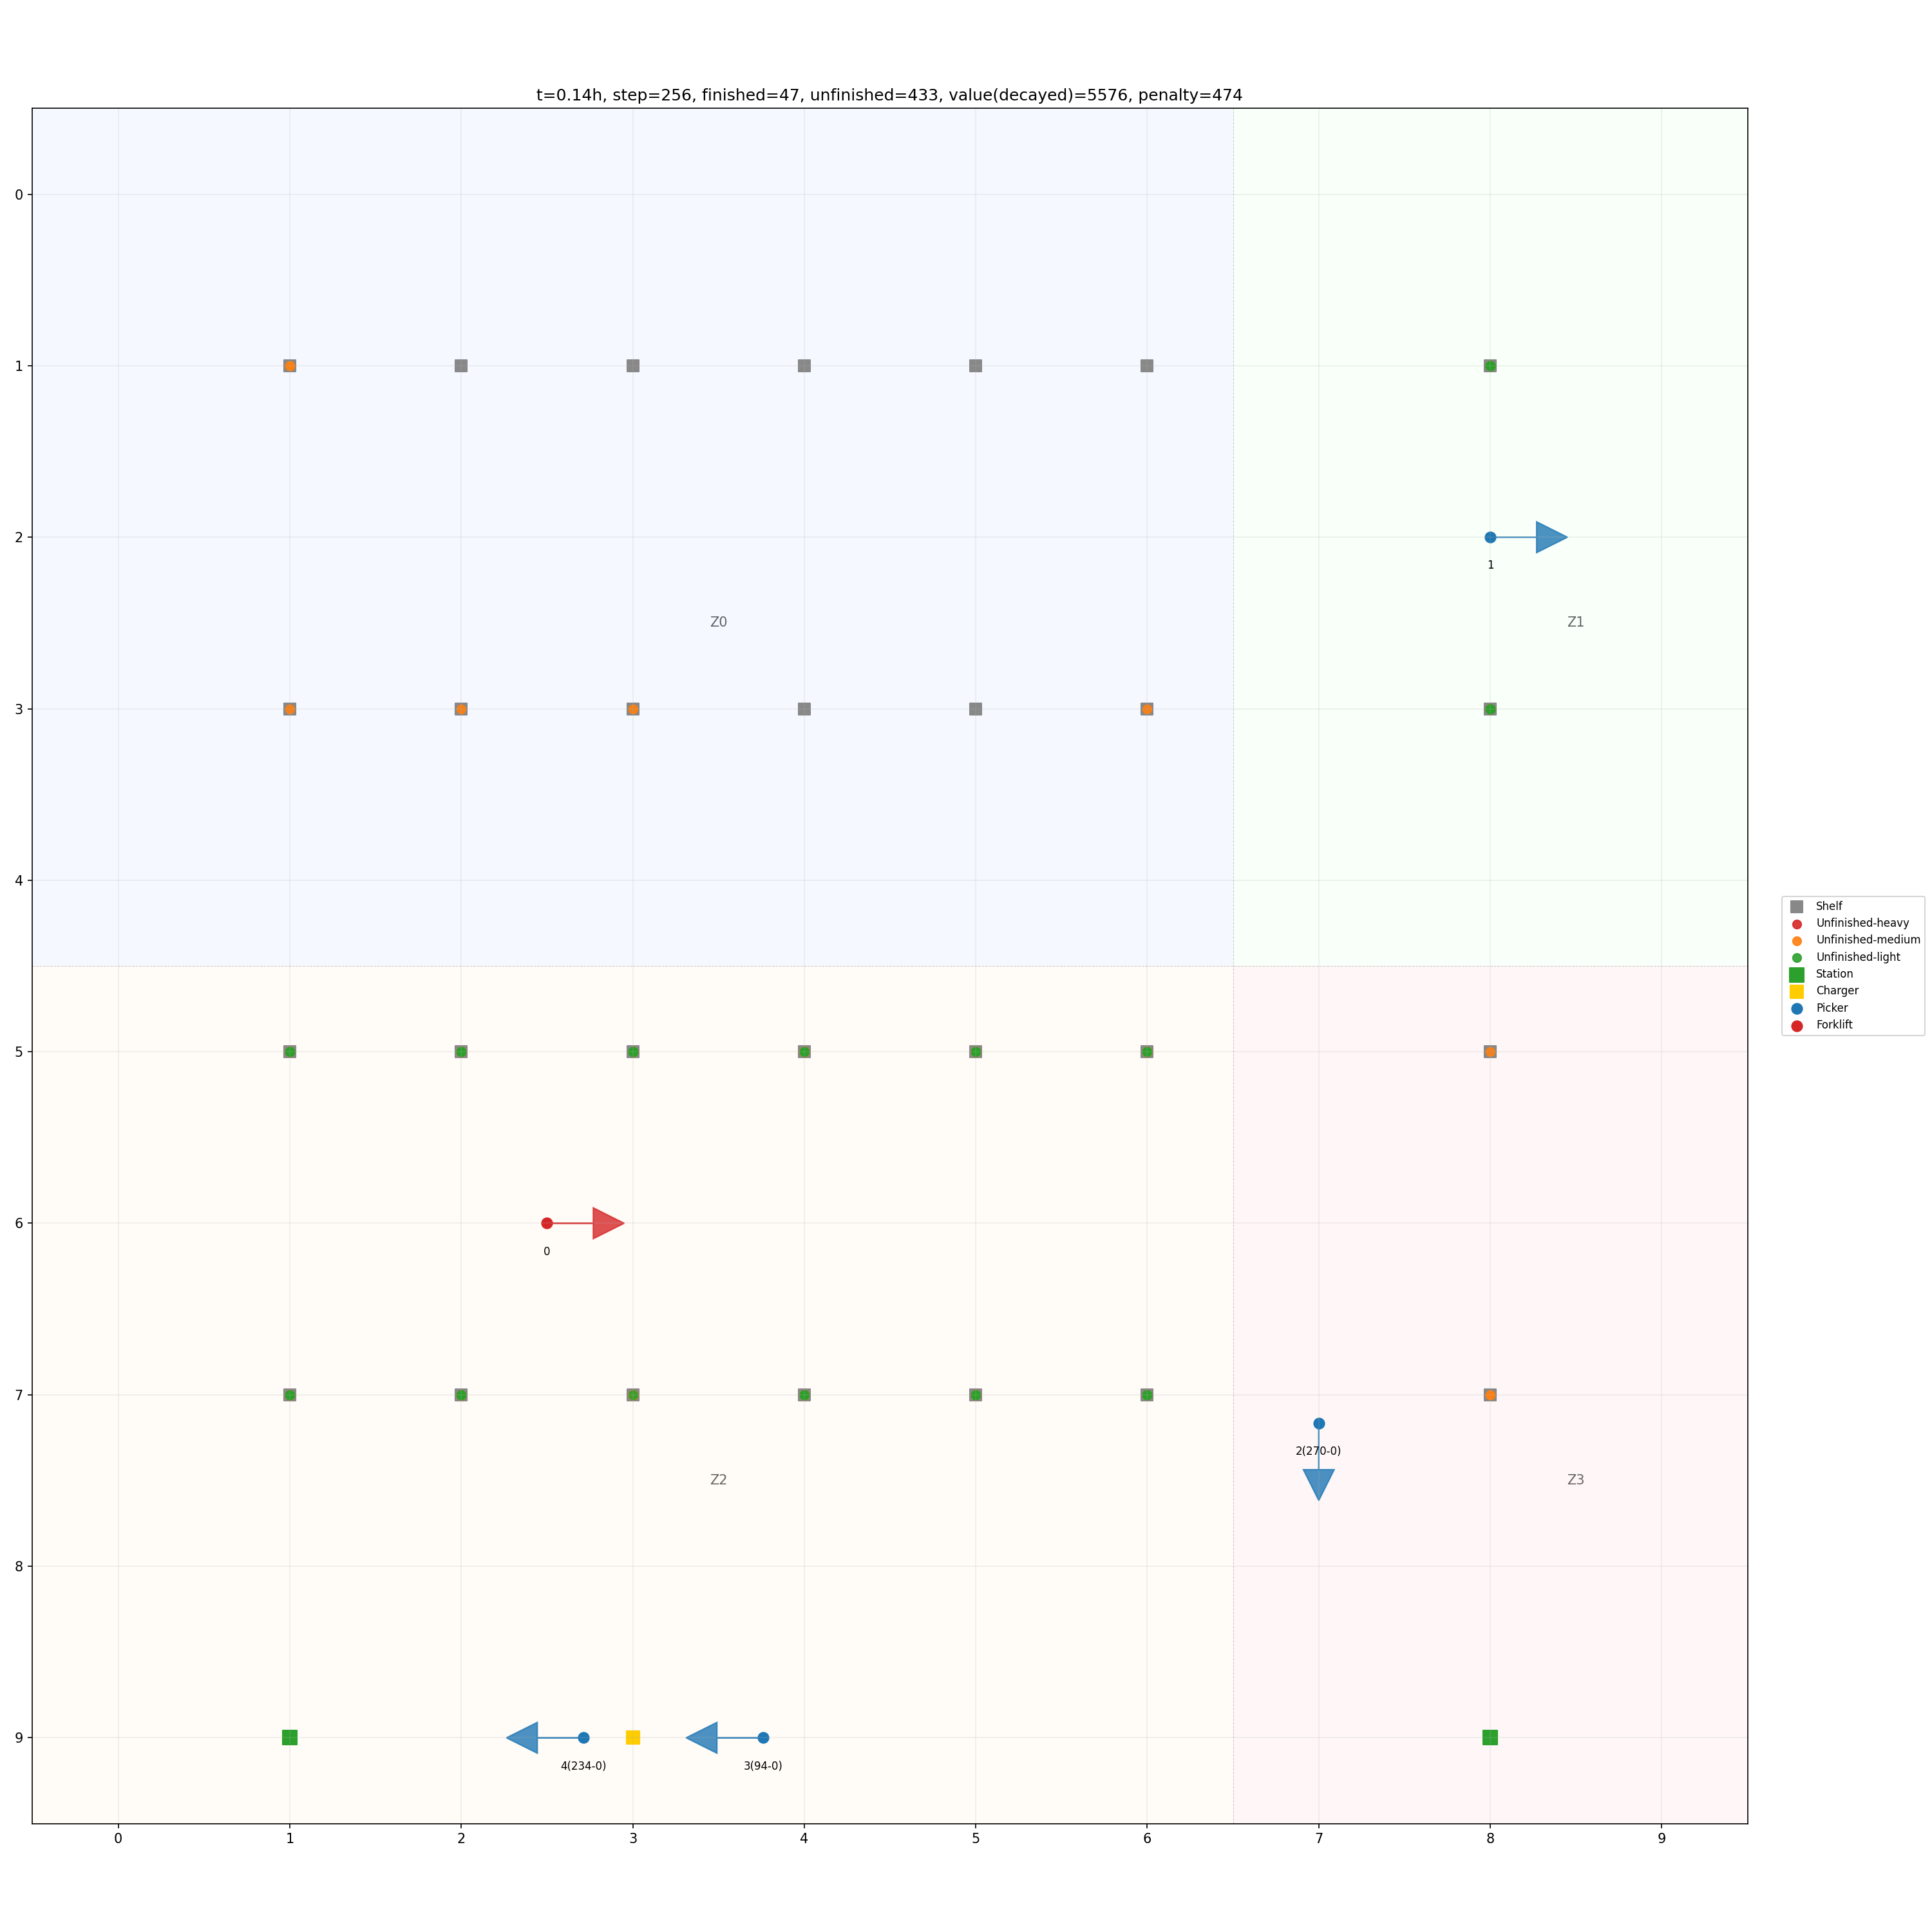 t=0.14h, step=256, finished=47, unfinished=433, value(decayed)=5576, penalty=474
0
1
2
1
Z0
Z1
3
4
Shelf
Unfinished-heavy
Unfinished-medium
Unfinished-light
Station
Charger
Picker
Forklift
5
6
0
7
2(270-0)
Z2
Z3
8
9
4(234-0)
3(94-0)
0 1 2 3 4 5 6 7 8 9